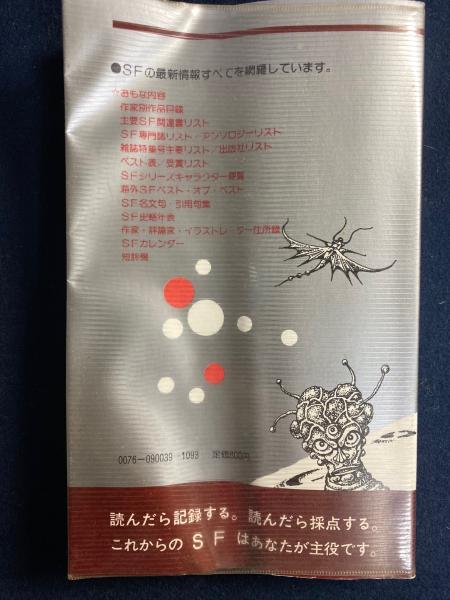 ●SFの最新情報すべてを網羅しています。
☆おもな内容
作家別作品目録
主要SF関連書リスト
SF専門誌リスト/アンソロジーリスト
雑誌特集号主要リスト/出版社リスト
ベスト表/受賞リスト
SFシリーズキャラクター便覧
海外SFベスト・オブ・ベスト
SF名文句・引用句集
SF出版年表
作家・評論家・イラストレーター住所録
SFカレンダー
短評欄
0076-090039-1093 定価600円
読んだら記録する。読んだら採点する。
これからのSFはあなたが主役です。